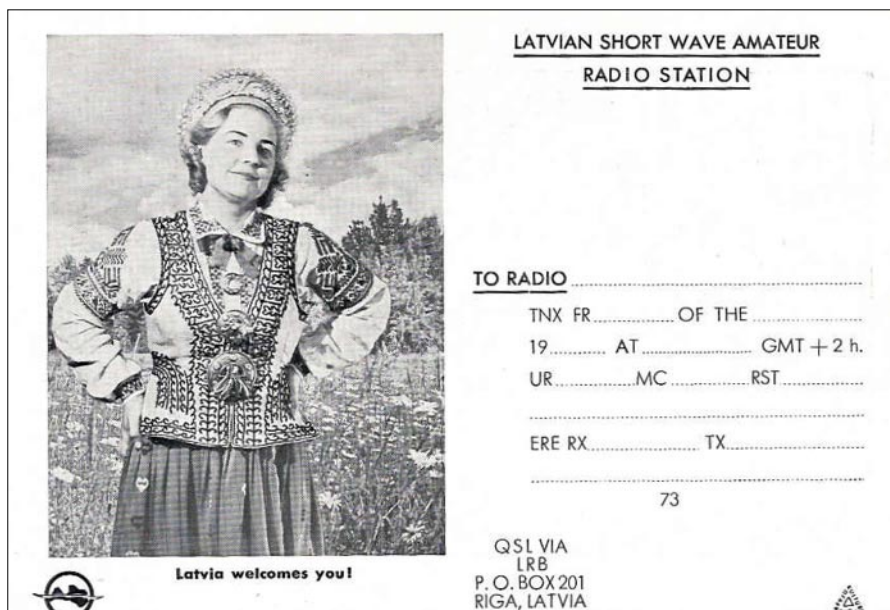 LATVIAN SHORT WAVE AMATEUR
RADIO STATION
TO RADIO
TNX FR OF THE
19 AT GMT + 2 h.
UR MC RST
ERE RX TX
73
Latvia welcomes you!
QSL VIA
LRB
P. O. BOX 201
RIGA, LATVIA